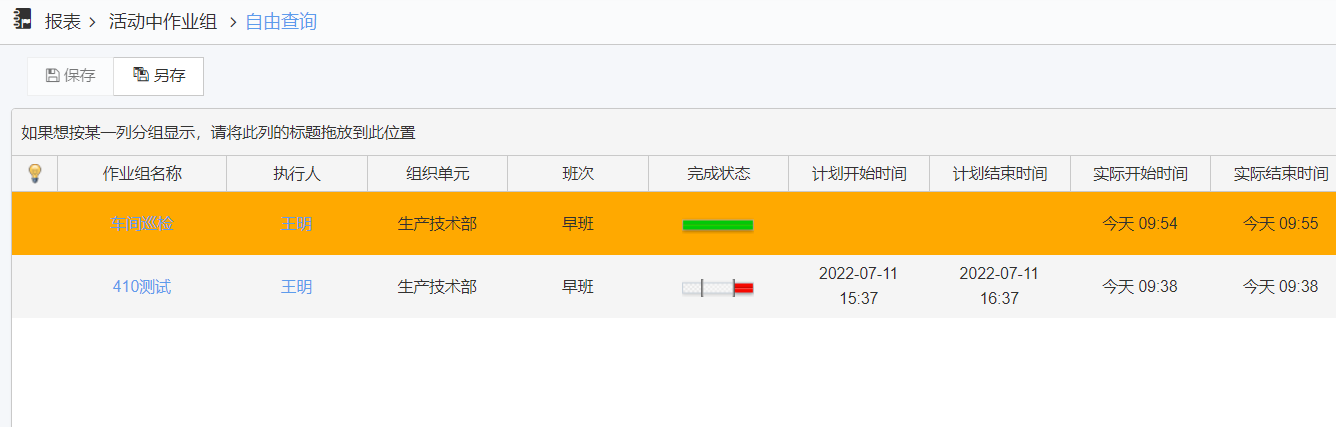 报表 > 活动中作业组 > 自由查询
保存 另存
如果想按某一列分组显示，请将此列的标题拖放到此位置
作业组名称 执行人 组织单元 班次 完成状态 计划开始时间 计划结束时间 实际开始时间 实际结束时间
车间巡检 王明 生产技术部 早班 今天 09:54 今天 09:55
410测试 王明 生产技术部 早班 2022-07-11 15:37 2022-07-11 16:37 今天 09:38 今天 09:38